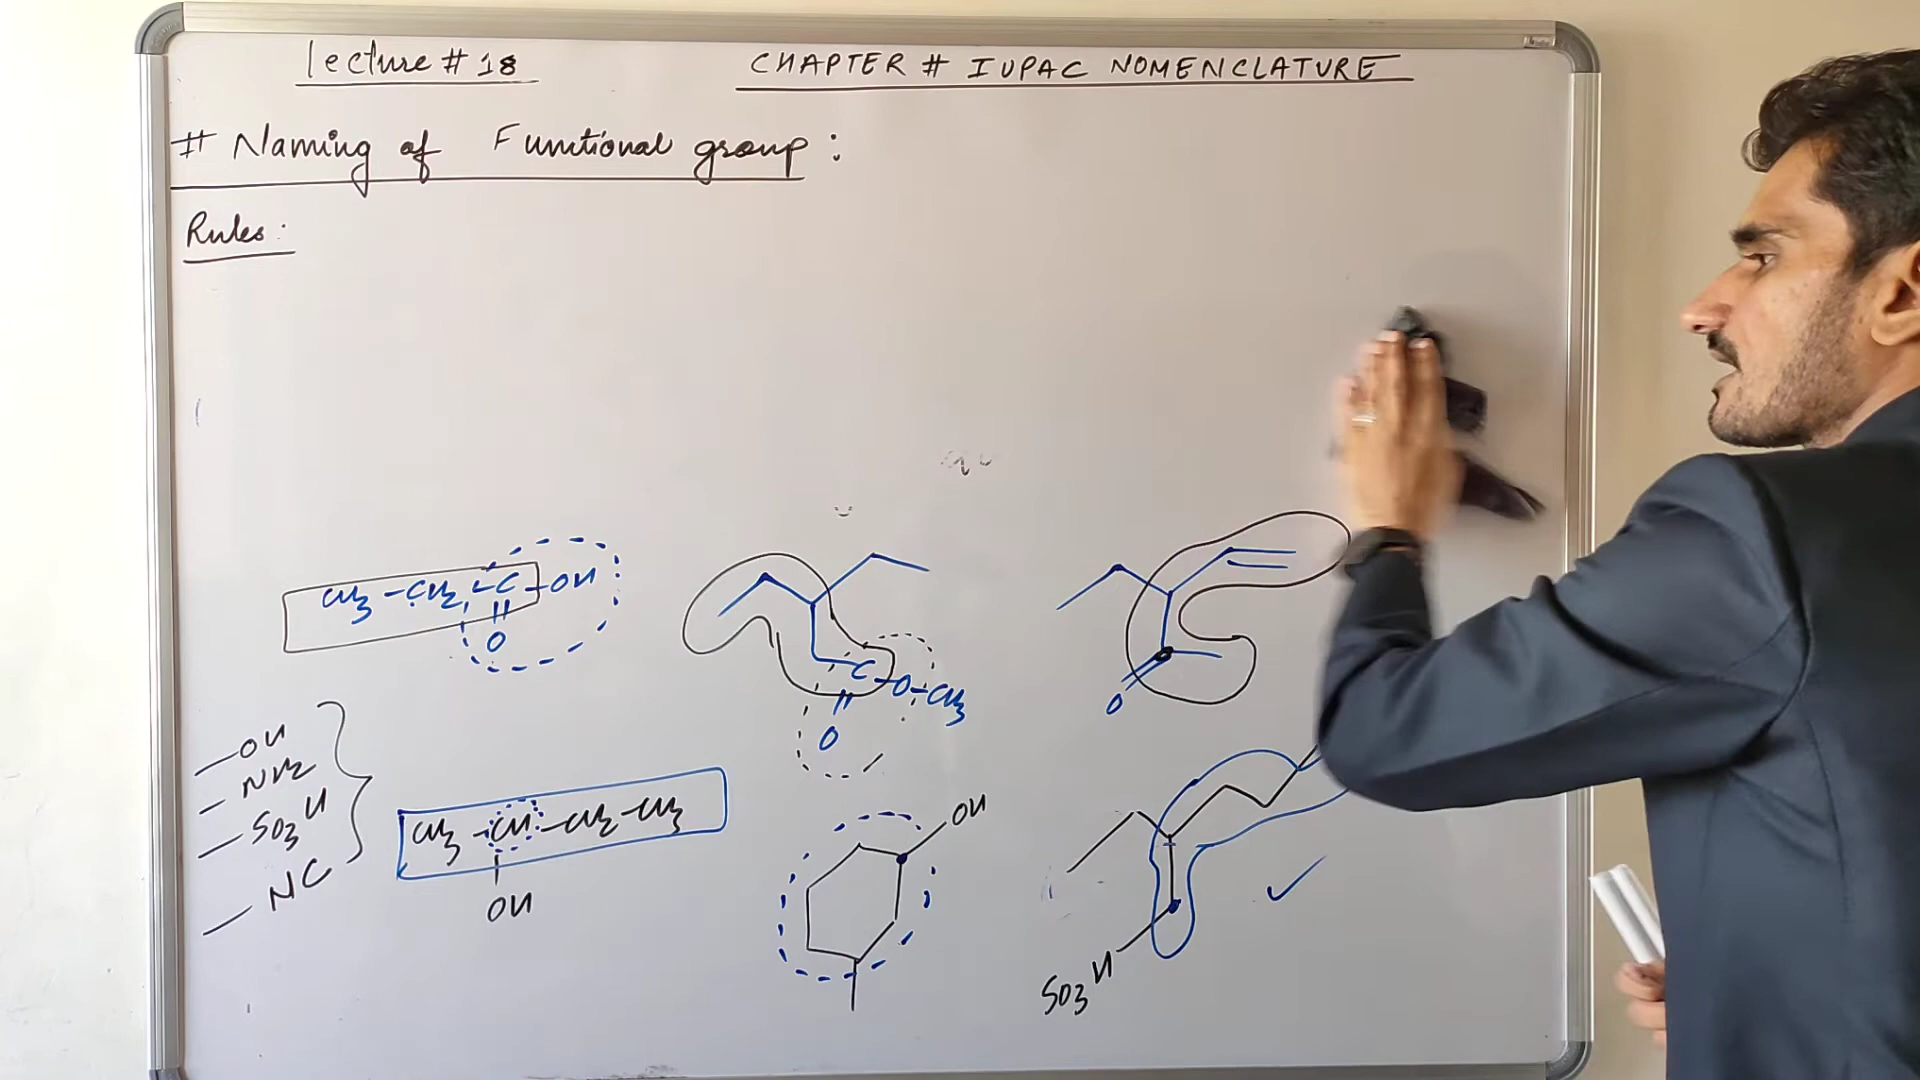 Lecture # 18
CHAPTER # IUPAC NOMENCLATURE
# Naming of Functional group :
Rules:
CH3-CH2-C-OH
O
C-O-CH3
O
O
OH
NH2
SO3H
NC
CH3-CH-CH2-CH3
OH
OH
SO3H